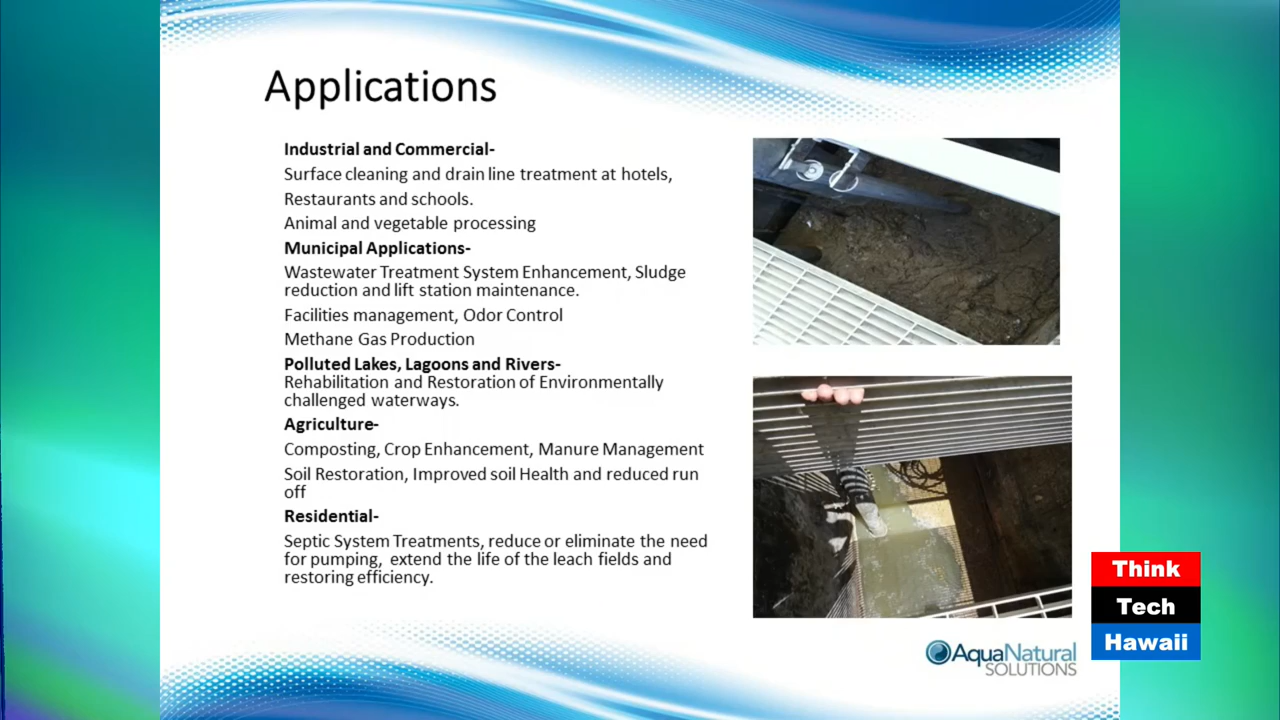 Applications
Industrial and Commercial-
Surface cleaning and drain line treatment at hotels,
Restaurants and schools.
Animal and vegetable processing
Municipal Applications-
Wastewater Treatment System Enhancement, Sludge
reduction and lift station maintenance.
Facilities management, Odor Control
Methane Gas Production
Polluted Lakes, Lagoons and Rivers-
Rehabilitation and Restoration of Environmentally
challenged waterways.
Agriculture-
Composting, Crop Enhancement, Manure Management
Soil Restoration, Improved soil Health and reduced run
off
Residential-
Septic System Treatments, reduce or eliminate the need
for pumping, extend the life of the leach fields and
restoring efficiency.
Think
Tech
Hawaii
AquaNatural
SOLUTIONS